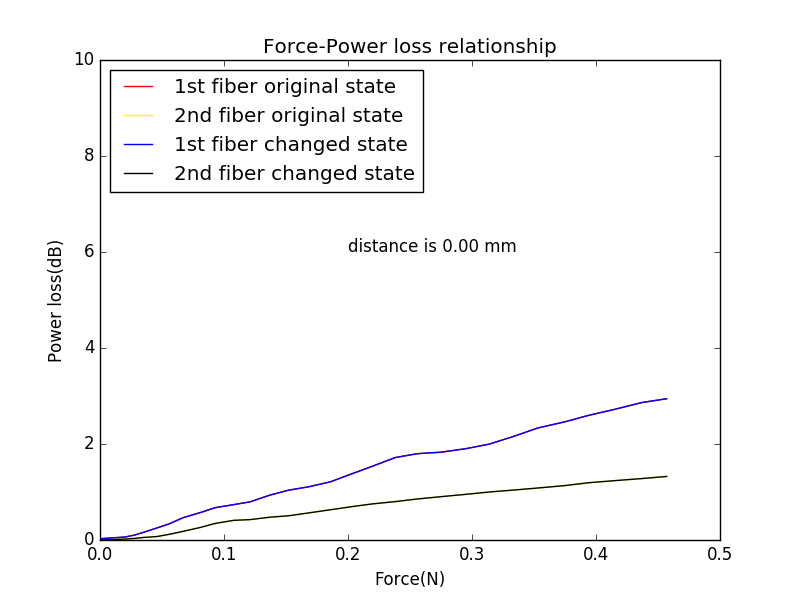 Force-Power loss relationship
10
8
6
4
2
0
Power loss(dB)
1st fiber original state
2nd fiber original state
1st fiber changed state
2nd fiber changed state
distance is 0.00 mm
0.0 0.1 0.2 0.3 0.4 0.5
Force(N)